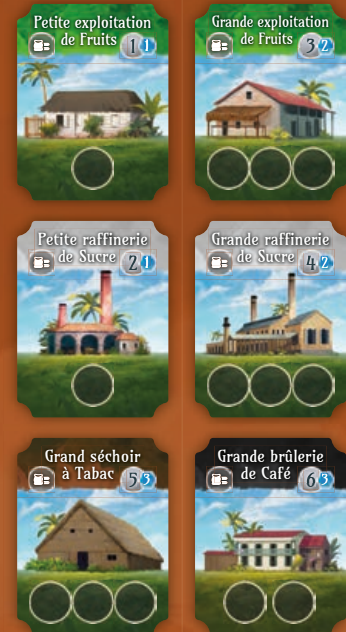 Petite exploitation
de Fruits
1 1
Grande exploitation
de Fruits
3 2
Petite raffinerie
de Sucre
2 1
Grande raffinerie
de Sucre
4 2
Grand séchoir
à Tabac
5 3
Grande brûlerie
de Café
6 3